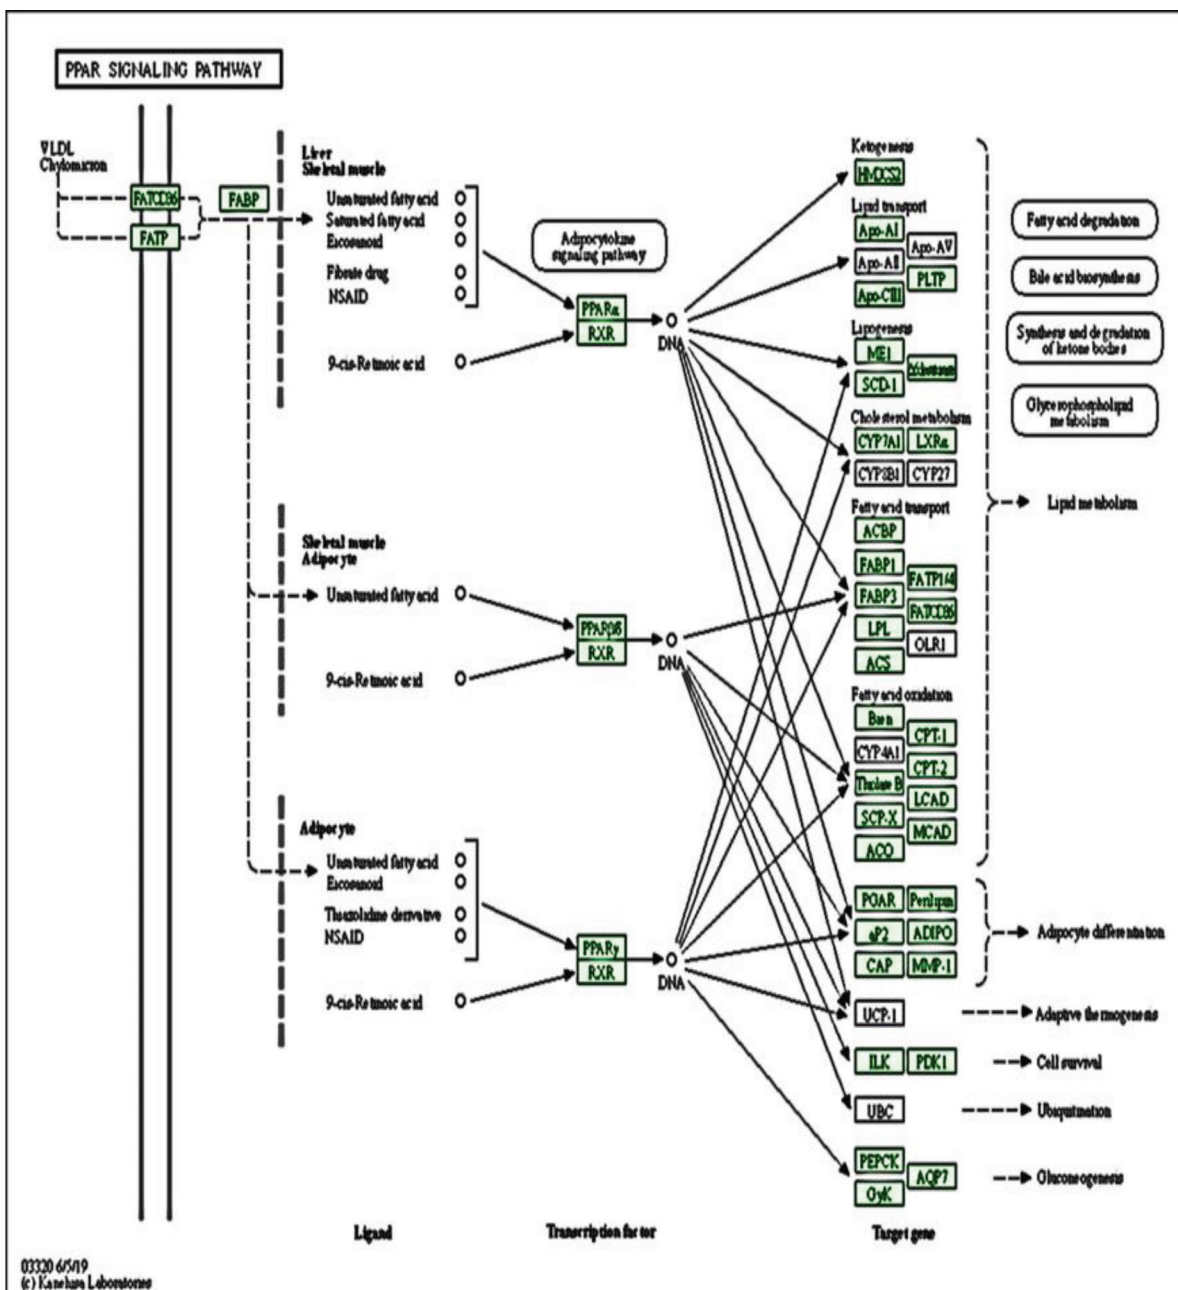 PPAR SIGNALING PATHWAY
VLDL
Chylomicron
FATCD36
FATP
FABP
Liver
Skeletal muscle
Unsaturated fatty acid
Saturated fatty acid
Eicosanoid
Fibrate drug
NSAID
9-cis-Retinoic acid
Adipocytokine
signaling pathway
PPARα
RXR
DNA
Ketogenesis
HMGCS2
Lipid transport
Apo-AI
Apo-AII
Apo-AV
Apo-CIII
PLTP
Lipogenesis
ME1
SCD-1
Cholesterol metabolism
CYP7A1
LXRα
CYP8B1
CYP27
Fatty acid transport
ACBP
FABP1
FATP1/4
FABP3
FATCD36
LPL
OLR1
ACS
Fatty acid oxidation
Bien
CPT-1
CYP4A1
CPT-2
Thiolase B
LCAD
SCP-X
MCAD
ACO
Fatty acid degradation
Bile acid biosynthesis
Synthesis and degradation
of ketone bodies
Glycerophospholipid
metabolism
Lipid metabolism
Skeletal muscle
Adipocyte
Unsaturated fatty acid
9-cis-Retinoic acid
PPARβ/δ
RXR
DNA
Adipocyte
Unsaturated fatty acid
Eicosanoid
Thiazolidine derivative
NSAID
9-cis-Retinoic acid
PPARγ
RXR
DNA
PGAR
Perilipin
aP2
ADIPO
CAP
MMP-1
Adipocyte differentiation
UCP-1
Adaptive thermogenesis
ILK
PDK1
Cell survival
UBC
Ubiquitination
PEPCK
AQP7
GyK
Gluconeogenesis
Ligand
Transcription factor
Target gene
03320 6/5/19
(c) Kanehisa Laboratories